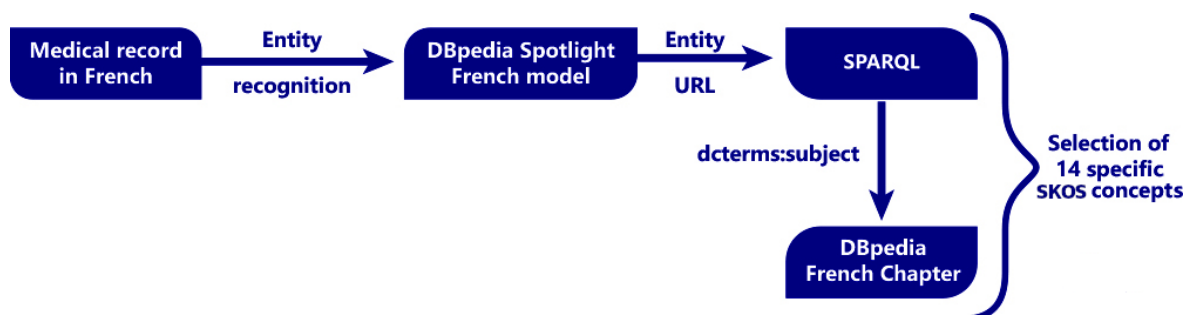 Medical record
in French
Entity
recognition
DBpedia Spotlight
French model
Entity
URL
SPARQL
dcterms:subject
DBpedia
French Chapter
Selection of
14 specific
SKOS concepts